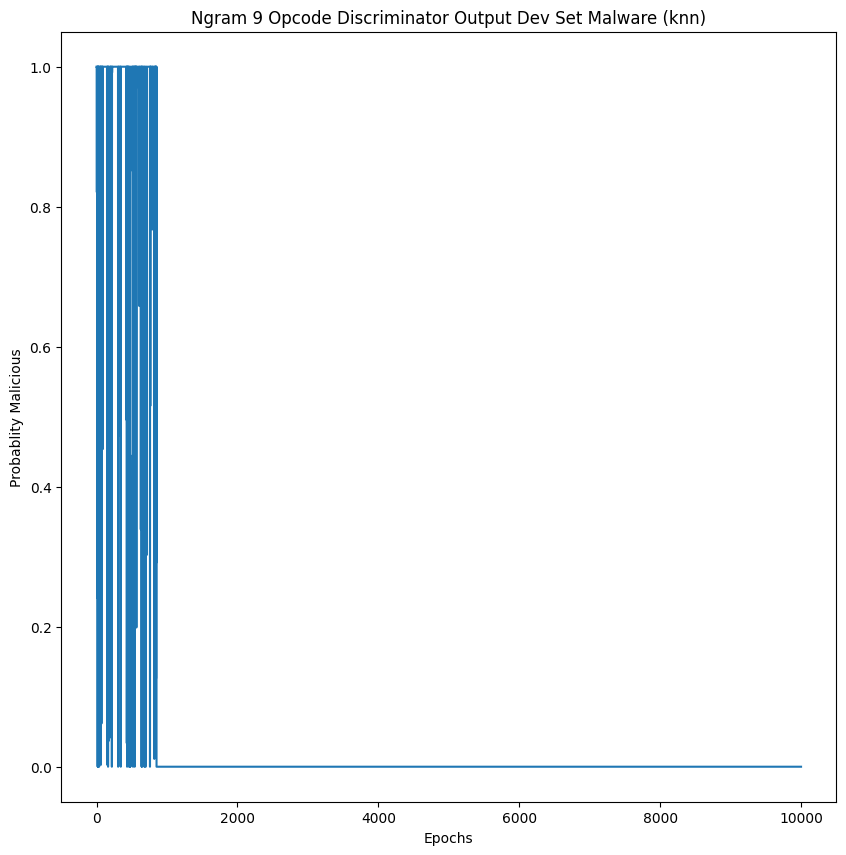 Ngram 9 Opcode Discriminator Output Dev Set Malware (knn)
1.0
0.8
0.6
0.4
0.2
0.0
Probablity Malicious
0 2000 4000 6000 8000 10000
Epochs